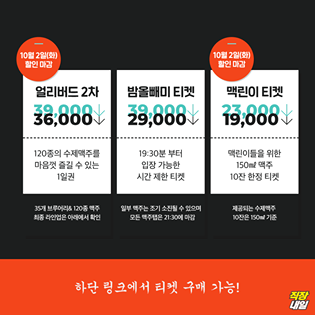 10월 2일(화)
할인 마감
얼리버드 2차
39,000
36,000
120종의 수제맥주를
마음껏 즐길 수 있는
1일권
35개 브루어리& 120종 맥주
최종 라인업은 아래에서 확인
밤올빼미 티켓
39,000
29,000
19:30분 부터
입장 가능한
시간 제한 티켓
일부 맥주는 조기 소진될 수 있으며
모든 맥주탭은 21:30에 마감
10월 2일(화)
할인 마감
맥린이 티켓
23,000
19,000
맥린이들을 위한
150㎖ 맥주
10잔 한정 티켓
제공되는 수제맥주
10잔은 150㎖ 기준
하단 링크에서 티켓 구매 가능!
직장
내일